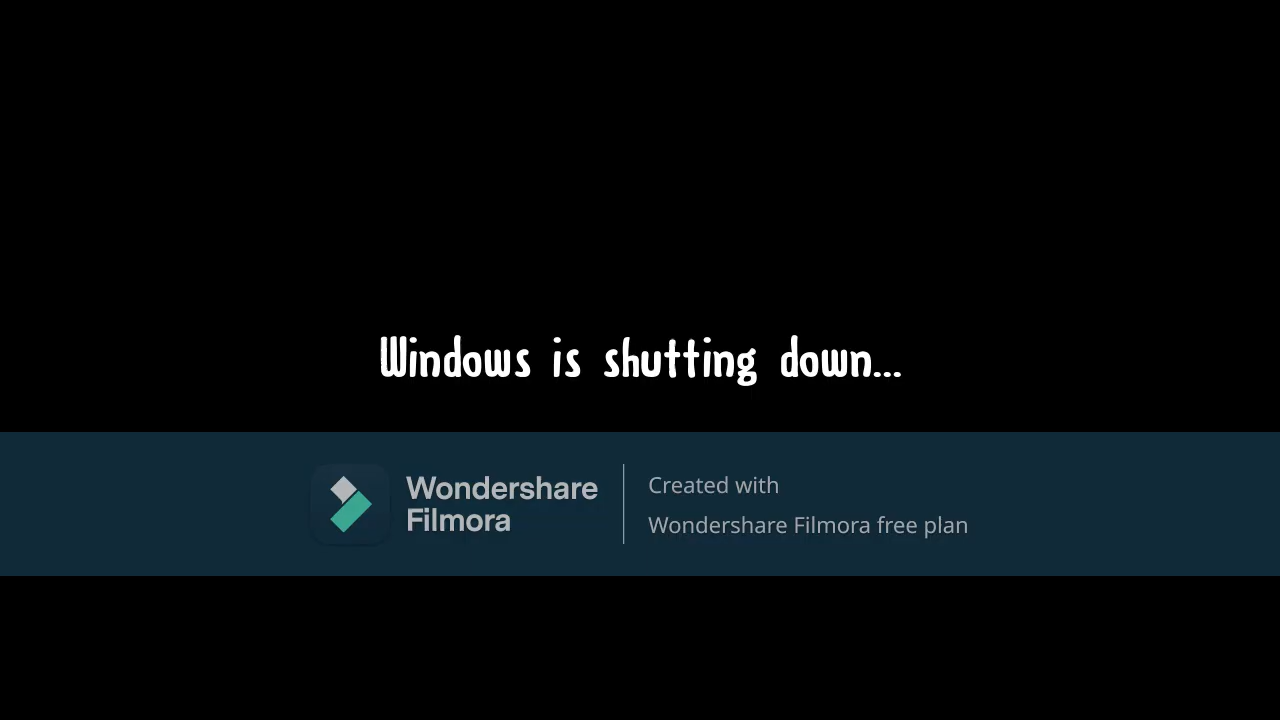 Windows is shutting down...
Wondershare
Filmora
Created with
Wondershare Filmora free plan